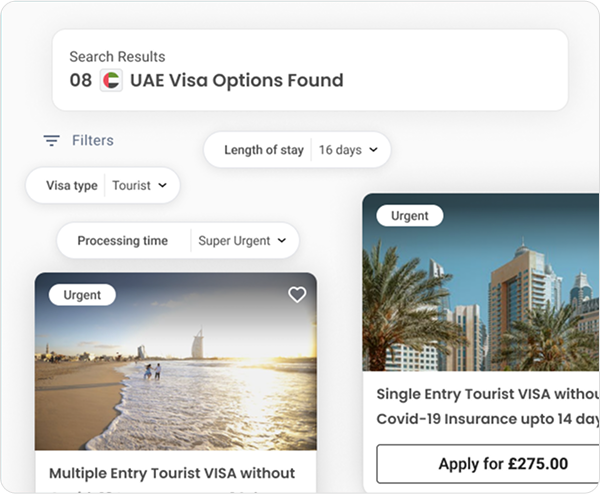 Search Results
08 UAE Visa Options Found
Filters
Length of stay 16 days
Visa type Tourist
Processing time Super Urgent
Urgent
Single Entry Tourist VISA
Covid-19 Insurance upto 14
Apply for £275.00
Urgent
Multiple Entry Tourist VISA without